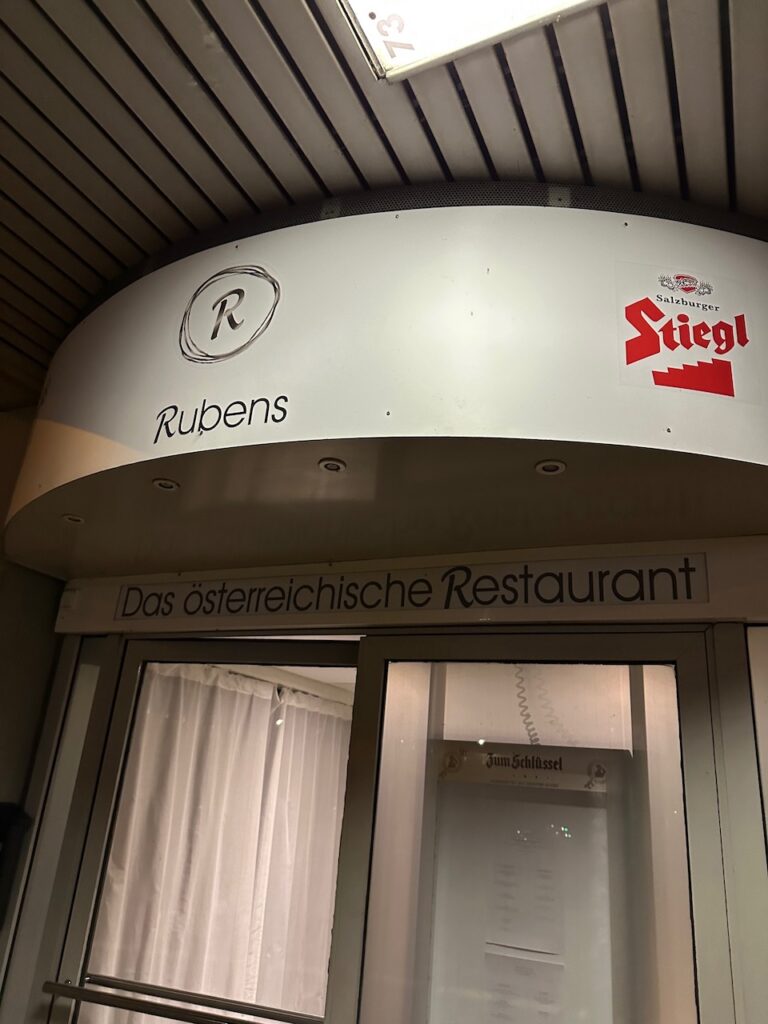 73
R
Rubens
Salzburger
Stiegl
Das österreichische Restaurant
Zum Schlüssel